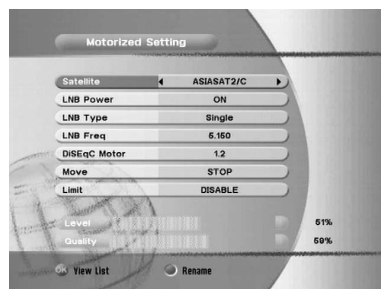 Motorized Setting
Satellite ASIASAT2/C
LNB Power ON
LNB Type Single
LNB Freq 5.150
DiSEqC Motor 1.2
Move STOP
Limit DISABLE
Level 51%
Quality 59%
OK View List Rename